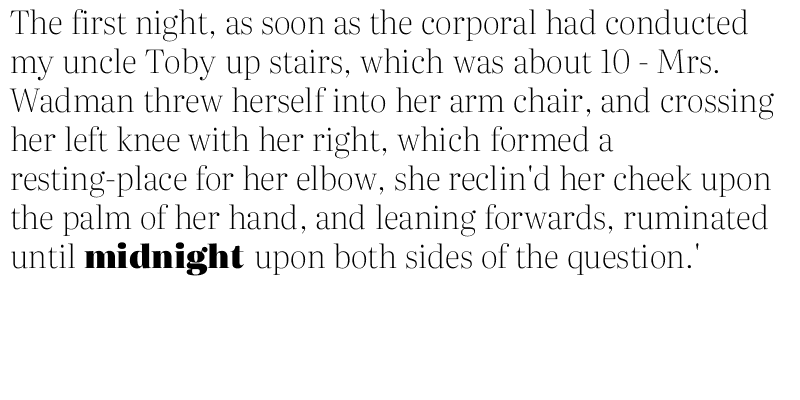 The first night, as soon as the corporal had conducted
my uncle Toby up stairs, which was about 10 - Mrs.
Wadman threw herself into her arm chair, and crossing
her left knee with her right, which formed a
resting-place for her elbow, she reclin'd her cheek upon
the palm of her hand, and leaning forwards, ruminated
until midnight upon both sides of the question.'